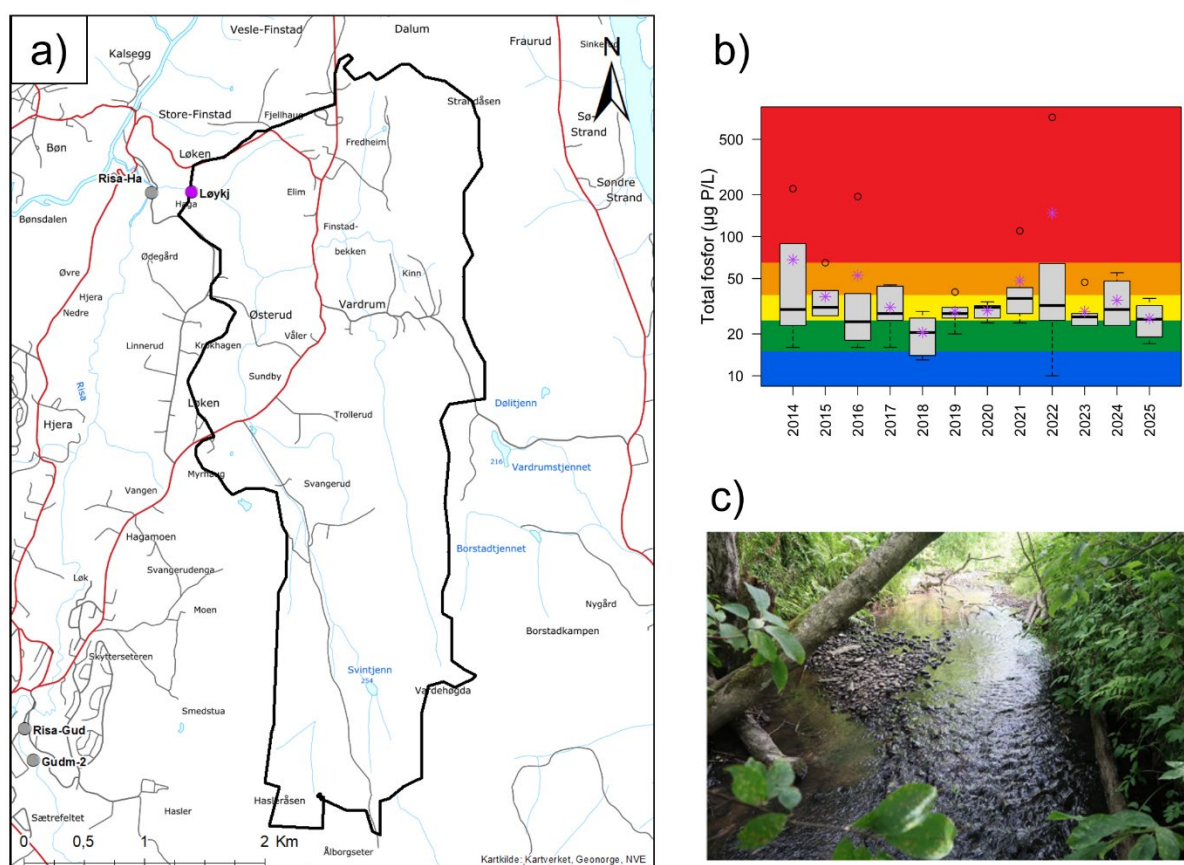 a)
Vesle-Finstad
Dalum
Fraurud
Kalsegg
N
Strandåsen
Store-Finstad
Fjellhaug
Sø-
Strand
Bøn
Fredheim
Løken
Risa-Ha
Løykj
Elim
Søndre
Strand
Haga
Bønsdalen
Finstad-
bekken
Ødegård
Kinn
Øvre
Hjera
Nedre
Vardrum
Østerud
Våler
Linnerud
Krokhagen
Sundby
Risa
Løken
Trollerud
Dølitjenn
Hjera
216
Vardrumstjennet
Myrhaug
Vangen
Svangerud
Hagamoen
Borstadtjennet
Svangerudenga
Løk
Moen
Nygård
Borstadkampen
Skytterseteren
Svintjenn
254
Vardehøgda
Smedstua
Risa-Gud
Gudm-2
Hasleråsen
Hasler
Sætrefeltet
0 0,5 1 2 Km
Ålborgseter
Kartkilde: Kartverket, Geonorge, NVE
b)
Total fosfor (µg P/L)
500
200
100
50
20
10
2014 2015 2016 2017 2018 2019 2020 2021 2022 2023 2024 2025
c)